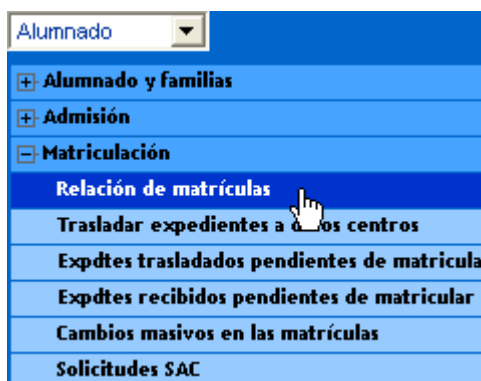 Alumnado
Alumnado y familias
Admisión
Matriculación
Relación de matrículas
Trasladar expedientes a otros centros
Expdtes trasladados pendientes de matricula
Expdtes recibidos pendientes de matricular
Cambios masivos en las matrículas
Solicitudes SAC